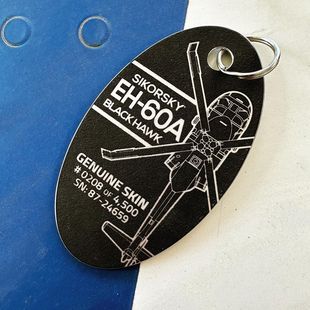 SIKORSKY
EH-60A
BLACK HAWK
GENUINE SKIN
# 0208 OF 4,500
SN: 87-24659